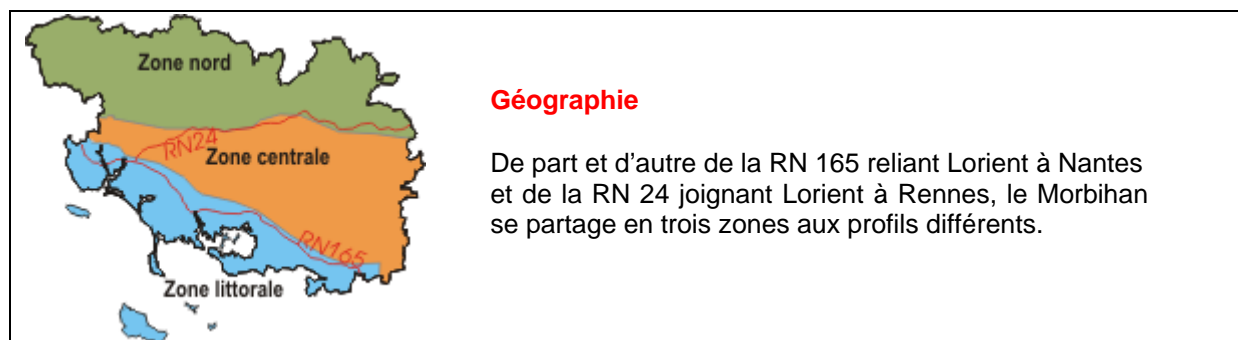 Zone nord
RN24
Zone centrale
RN165
Zone littorale
Géographie
De part et d'autre de la RN 165 reliant Lorient à Nantes
et de la RN 24 joignant Lorient à Rennes, le Morbihan
se partage en trois zones aux profils différents.